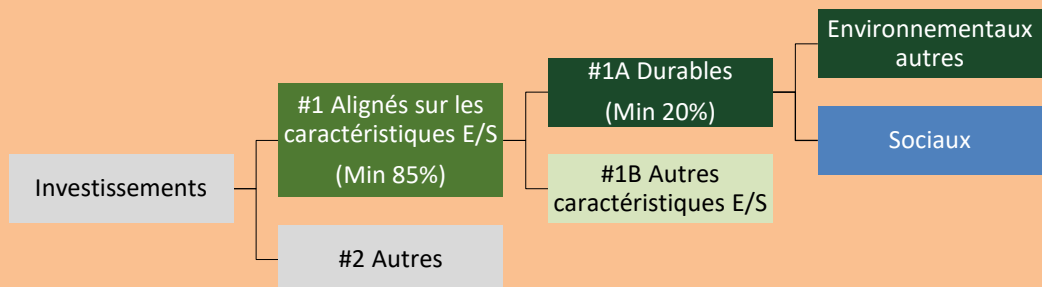 Investissements
#1 Alignés sur les
caractéristiques E/S
(Min 85%)
#2 Autres
#1A Durables
(Min 20%)
#1B Autres
caractéristiques E/S
Environnementaux
autres
Sociaux